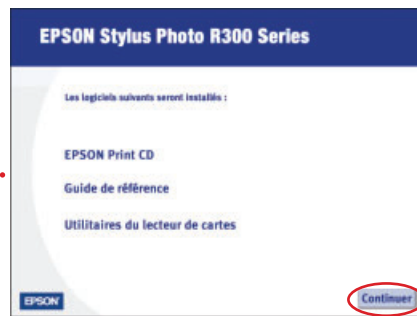 EPSON Stylus Photo R300 Series
Les logiciels suivants seront installés :
EPSON Print CD
Guide de référence
Utilitaires du lecteur de cartes
EPSON
Continuer